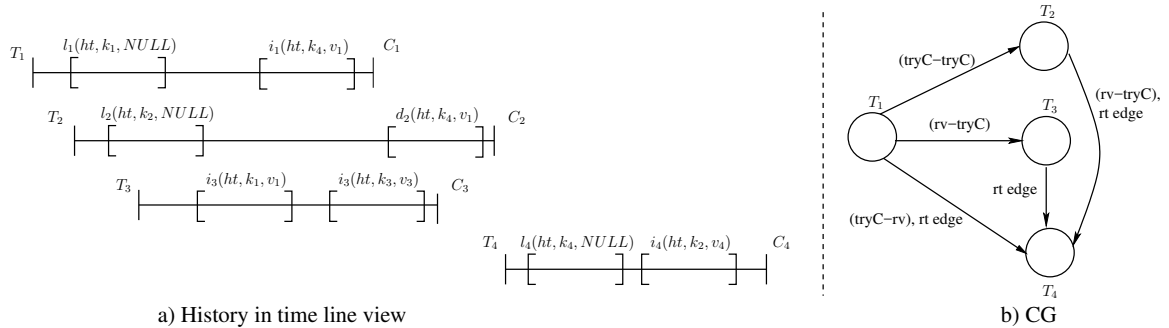 T₁ l₁(ht, k₁, NULL) i₁(ht, k₄, v₁) C₁
T₂ l₂(ht, k₂, NULL) d₂(ht, k₄, v₁) C₂
T₃ i₃(ht, k₁, v₁) i₃(ht, k₃, v₃) C₃
T₄ l₄(ht, k₄, NULL) i₄(ht, k₂, v₄) C₄
a) History in time line view
T₂
(tryC−tryC)
(rv−tryC),
rt edge
T₁
T₃
(rv−tryC)
rt edge
(tryC−rv), rt edge
T₄
b) CG